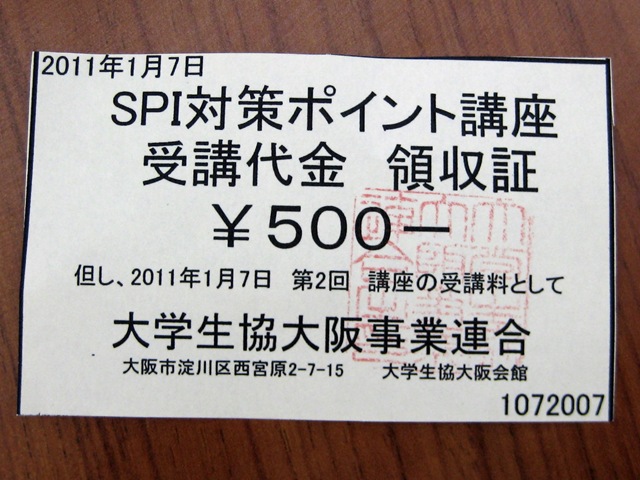 2011年1月7日
SPI対策ポイント講座
受講代金 領収証
￥500ー
但し、2011年1月7日 第2回 講座の受講料として
大学生協大阪事業連合
大阪市淀川区西宮原2-7-15 大学生協大阪会館
1072007